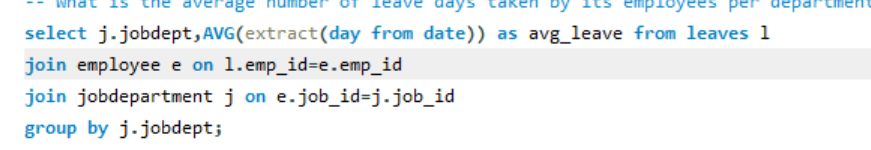 -- what is the average number of leave days taken by its employees per department
select j.jobdept,AVG(extract(day from date)) as avg_leave from leaves l
join employee e on l.emp_id=e.emp_id
join jobdepartment j on e.job_id=j.job_id
group by j.jobdept;